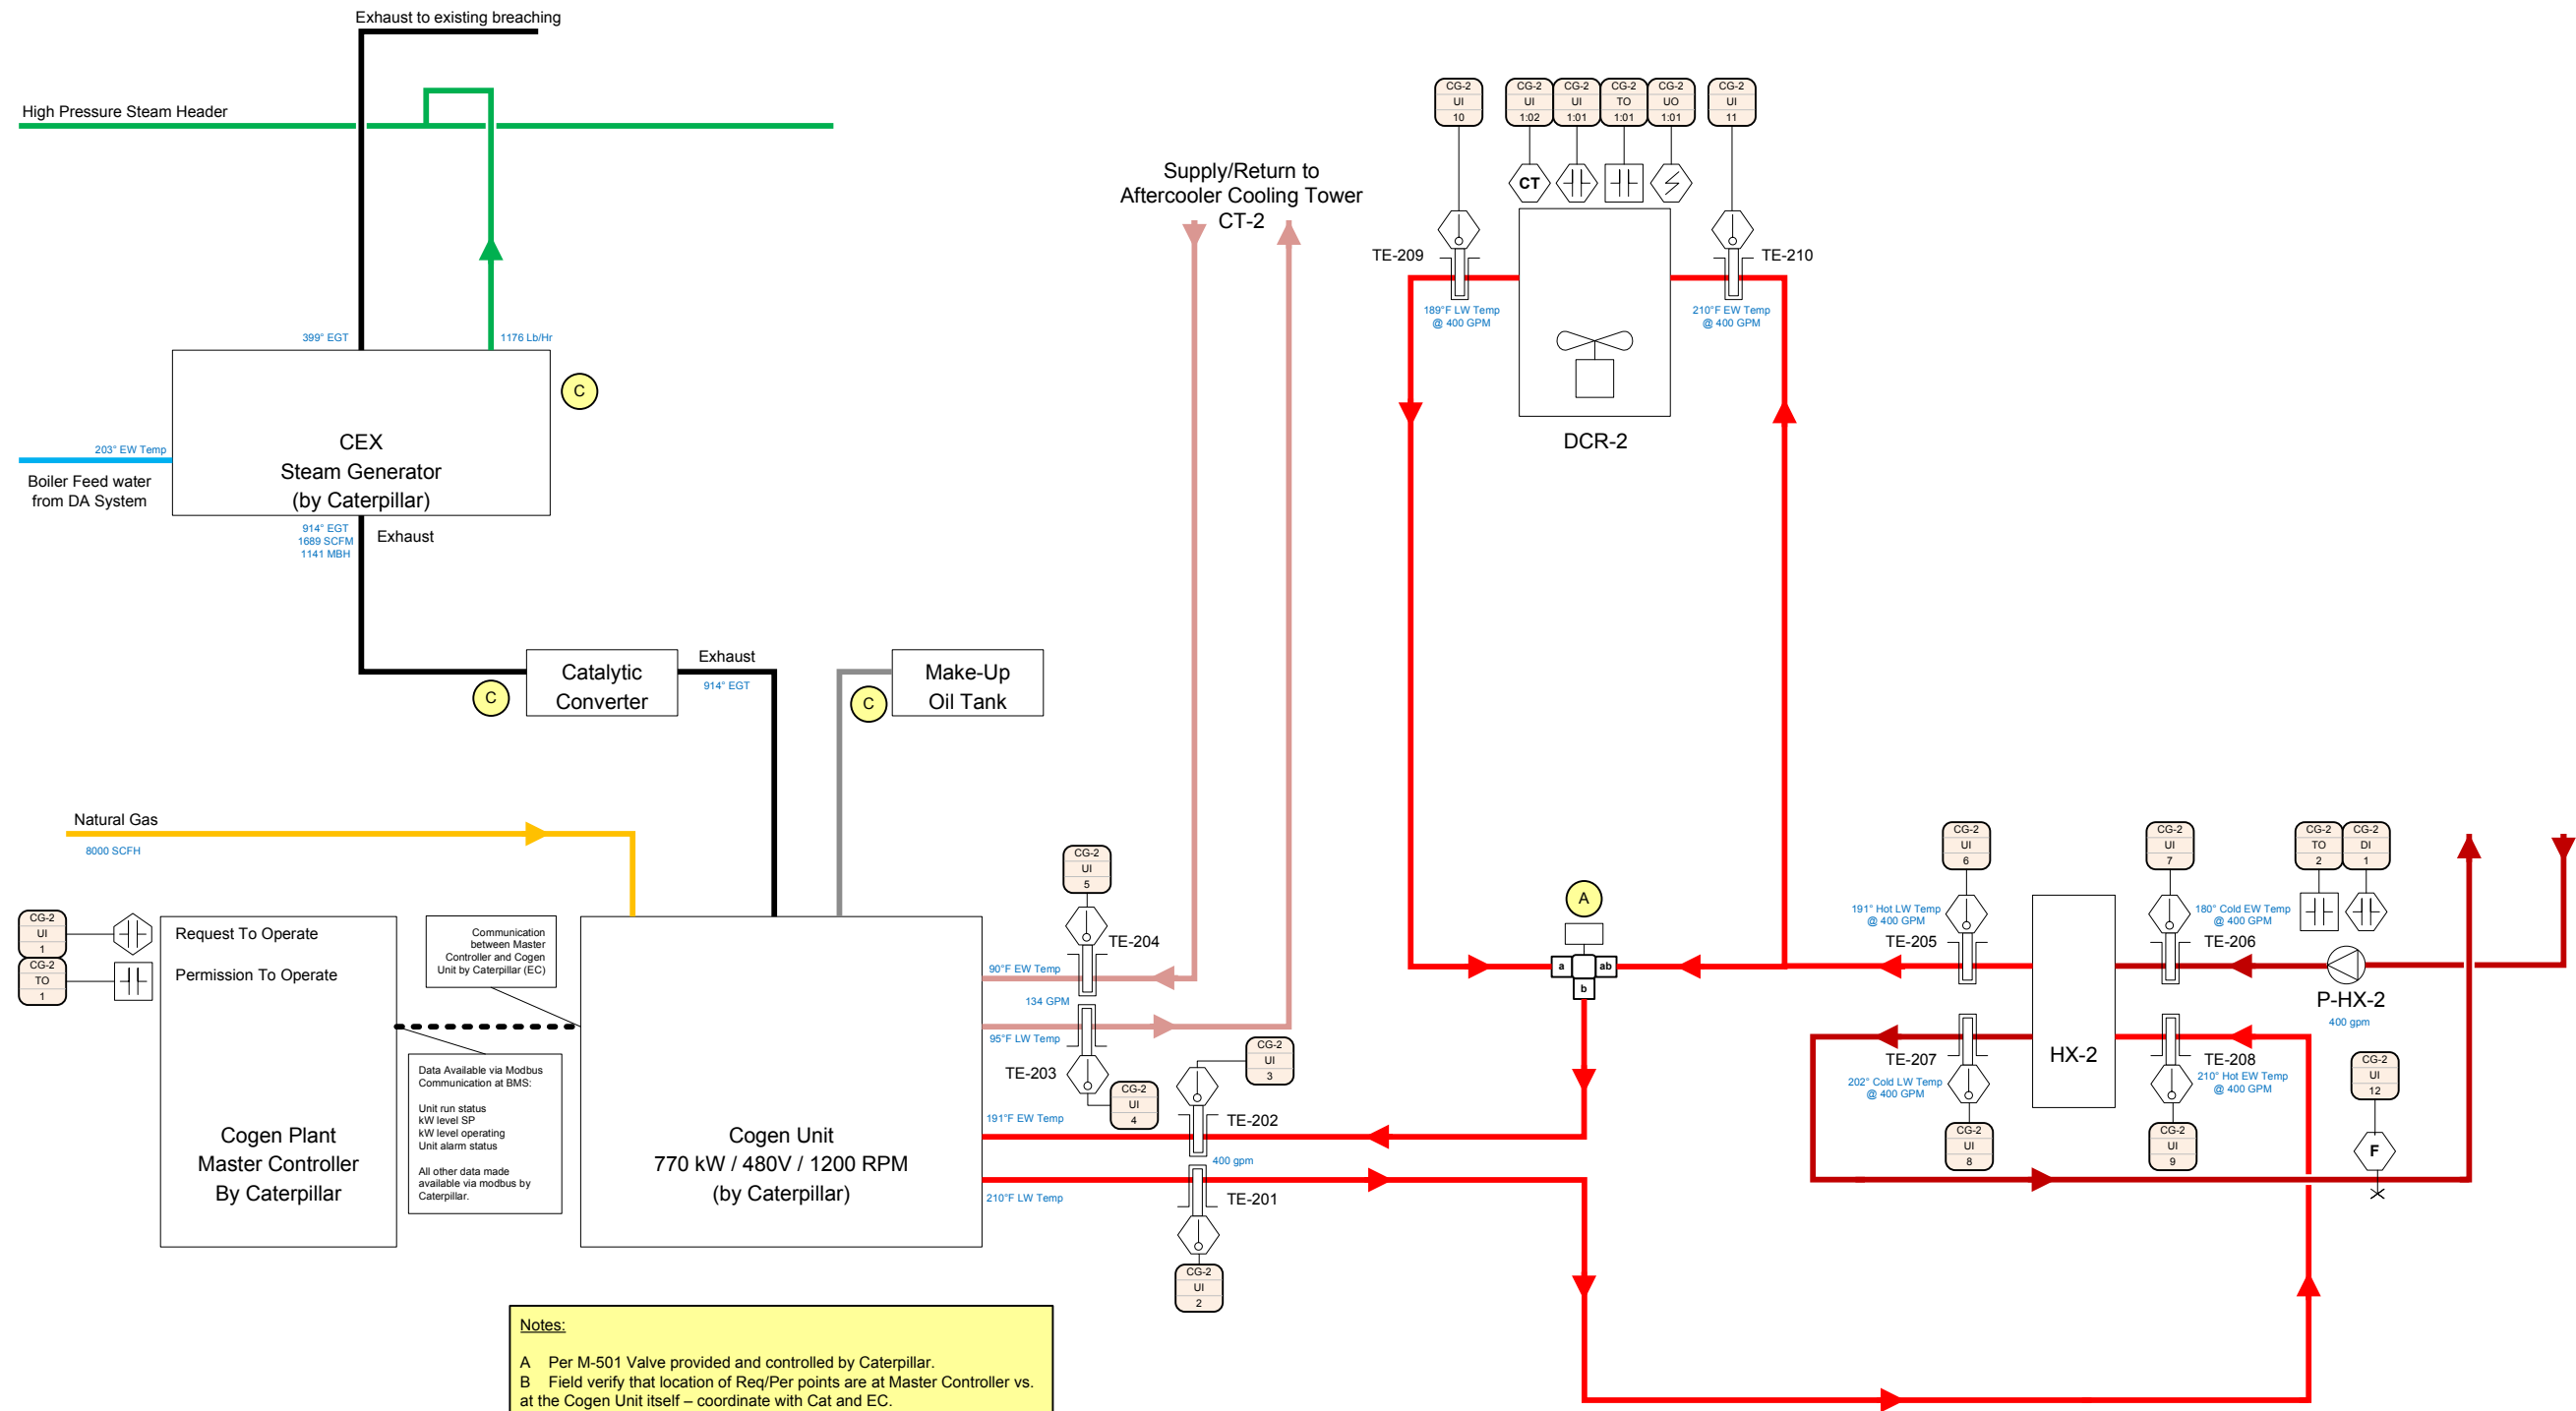 Exhaust to existing breaching
High Pressure Steam Header
399° EGT
1176 Lb/Hr
C
CEX
Steam Generator
(by Caterpillar)
203° EW Temp
Boiler Feed water
from DA System
914° EGT
1689 SCFM
1141 MBH
Exhaust
Catalytic
Converter
C
Exhaust
914° EGT
Make-Up
Oil Tank
C
Natural Gas
8000 SCFH
CG-2
UI
1
Request To Operate
CG-2
TO
1
Permission To Operate
Cogen Plant
Master Controller
By Caterpillar
Communication
between Master
Controller and Cogen
Unit by Caterpillar (EC)
Data Available via Modbus
Communication at BMS:
Unit run status
kW level SP
kW level operating
Unit alarm status
All other data made
available via modbus by
Caterpillar.
Cogen Unit
770 kW / 480V / 1200 RPM
(by Caterpillar)
Supply/Return to
Aftercooler Cooling Tower
CT-2
CG-2
UI
5
TE-204
90°F EW Temp
134 GPM
95°F LW Temp
TE-203
CG-2
UI
4
CG-2
UI
3
191°F EW Temp
TE-202
400 gpm
210°F LW Temp
TE-201
CG-2
UI
2
CG-2
UI
10
CG-2
UI
1:02
CG-2
UI
1:01
CG-2
TO
1:01
CG-2
UO
1:01
CG-2
UI
11
CT
TE-209
TE-210
189°F LW Temp
@ 400 GPM
210°F EW Temp
@ 400 GPM
DCR-2
A
a
ab
b
CG-2
UI
6
CG-2
UI
7
CG-2
TO
2
CG-2
DI
1
191° Hot LW Temp
@ 400 GPM
TE-205
180° Cold EW Temp
@ 400 GPM
TE-206
P-HX-2
400 gpm
HX-2
TE-207
202° Cold LW Temp
@ 400 GPM
TE-208
210° Hot EW Temp
@ 400 GPM
CG-2
UI
8
CG-2
UI
9
CG-2
UI
12
F
Notes:
A Per M-501 Valve provided and controlled by Caterpillar.
B Field verify that location of Req/Per points are at Master Controller vs.
at the Cogen Unit itself – coordinate with Cat and EC.